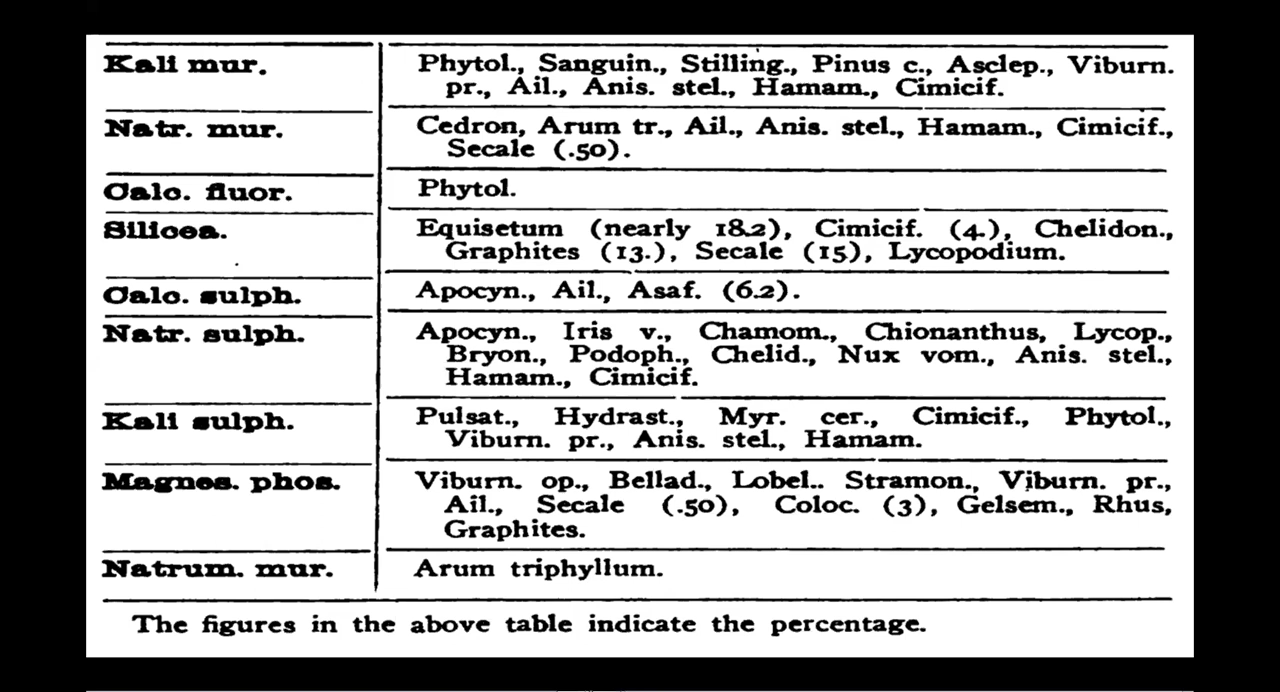 Kali mur. Phytol., Sanguin., Stilling., Pinus c., Asclep., Viburn.
pr., Ail., Anis. stel., Hamam., Cimicif.
Natr. mur. Cedron, Arum tr., Ail., Anis. stel., Hamam., Cimicif.,
Secale (.50).
Calc. fluor. Phytol.
Silicea. Equisetum (nearly 18.2), Cimicif. (4.), Chelidon.,
Graphites (13.), Secale (15), Lycopodium.
Calc. sulph. Apocyn., Ail., Asaf. (6.2).
Natr. sulph. Apocyn., Iris v., Chamom., Chionanthus, Lycop.,
Bryon., Podoph., Chelid., Nux vom., Anis. stel.,
Hamam., Cimicif.
Kali sulph. Pulsat., Hydrast., Myr. cer., Cimicif., Phytol.,
Viburn. pr., Anis. stel., Hamam.
Magnes. phos. Viburn. op., Bellad., Lobel.. Stramon., Viburn. pr.,
Ail., Secale (.50), Coloc. (3), Gelsem., Rhus,
Graphites.
Natrum. mur. Arum triphyllum.
The figures in the above table indicate the percentage.